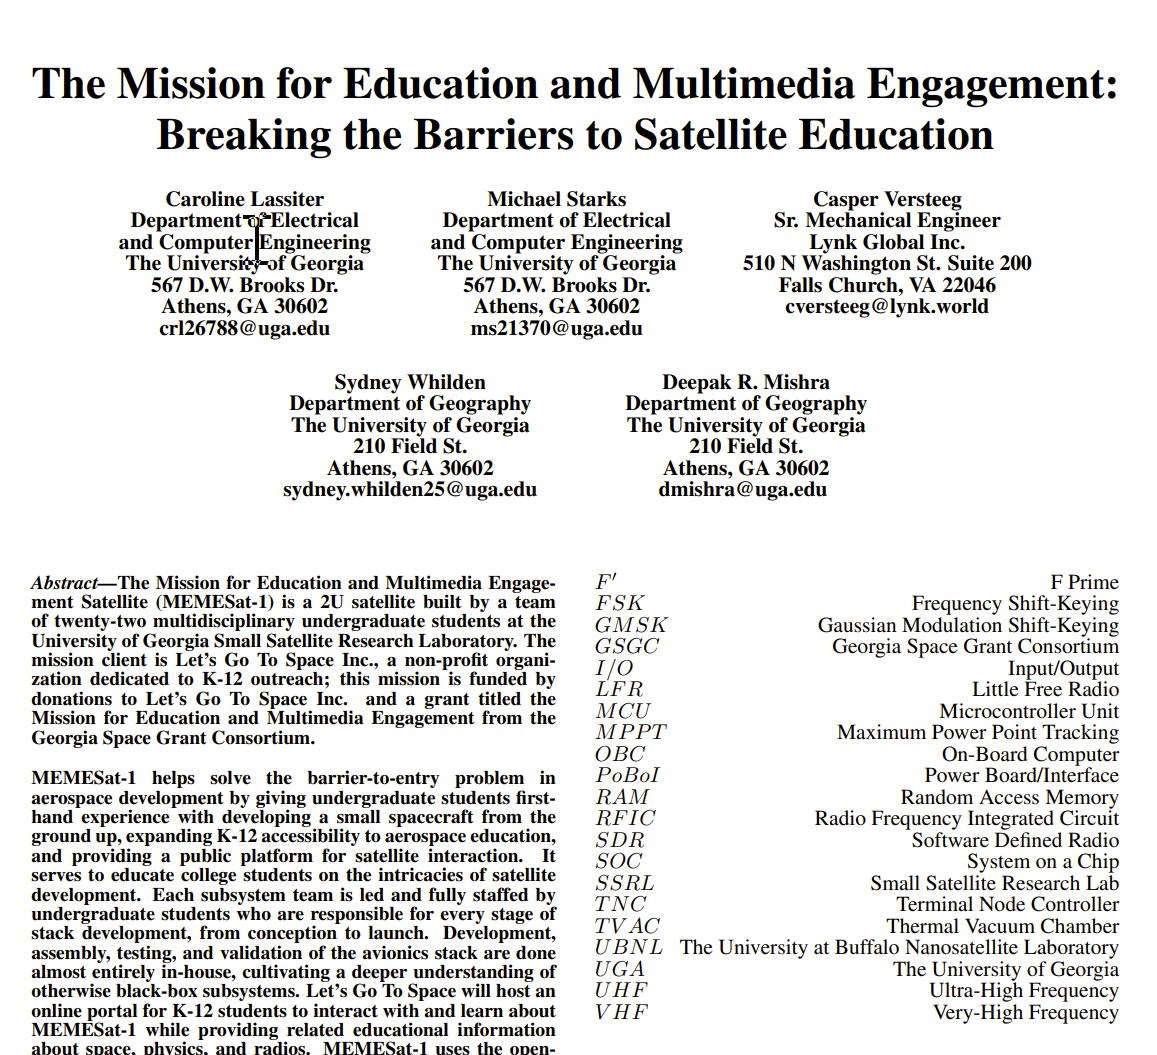 The Mission for Education and Multimedia Engagement:
Breaking the Barriers to Satellite Education
Caroline Lassiter
Department of Electrical
and Computer Engineering
The University of Georgia
567 D.W. Brooks Dr.
Athens, GA 30602
crl26788@uga.edu
Michael Starks
Department of Electrical
and Computer Engineering
The University of Georgia
567 D.W. Brooks Dr.
Athens, GA 30602
ms21370@uga.edu
Casper Versteeg
Sr. Mechanical Engineer
Lynk Global Inc.
510 N Washington St. Suite 200
Falls Church, VA 22046
cversteeg@lynk.world
Sydney Whilden
Department of Geography
The University of Georgia
210 Field St.
Athens, GA 30602
sydney.whilden25@uga.edu
Deepak R. Mishra
Department of Geography
The University of Georgia
210 Field St.
Athens, GA 30602
dmishra@uga.edu
Abstract—The Mission for Education and Multimedia Engage-
ment Satellite (MEMESat-1) is a 2U satellite built by a team
of twenty-two multidisciplinary undergraduate students at the
University of Georgia Small Satellite Research Laboratory. The
mission client is Let's Go To Space Inc., a non-profit organi-
zation dedicated to K-12 outreach; this mission is funded by
donations to Let's Go To Space Inc. and a grant titled the
Mission for Education and Multimedia Engagement from the
Georgia Space Grant Consortium.
MEMESat-1 helps solve the barrier-to-entry problem in
aerospace development by giving undergraduate students first-
hand experience with developing a small spacecraft from the
ground up, expanding K-12 accessibility to aerospace education,
and providing a public platform for satellite interaction. It
serves to educate college students on the intricacies of satellite
development. Each subsystem team is led and fully staffed by
undergraduate students who are responsible for every stage of
stack development, from conception to launch. Development,
assembly, testing, and validation of the avionics stack are done
almost entirely in-house, cultivating a deeper understanding of
otherwise black-box subsystems. Let's Go To Space will host an
online portal for K-12 students to interact with and learn about
MEMESat-1 while providing related educational information
about space, physics, and radios. MEMESat-1 uses the open-
F′ F Prime
FSK Frequency Shift-Keying
GMSK Gaussian Modulation Shift-Keying
GSGC Georgia Space Grant Consortium
I/O Input/Output
LFR Little Free Radio
MCU Microcontroller Unit
MPPT Maximum Power Point Tracking
OBC On-Board Computer
PoBoI Power Board/Interface
RAM Random Access Memory
RFIC Radio Frequency Integrated Circuit
SDR Software Defined Radio
SOC System on a Chip
SSRL Small Satellite Research Lab
TNC Terminal Node Controller
TVAC Thermal Vacuum Chamber
UBNL The University at Buffalo Nanosatellite Laboratory
UGA The University of Georgia
UHF Ultra-High Frequency
VHF Very-High Frequency